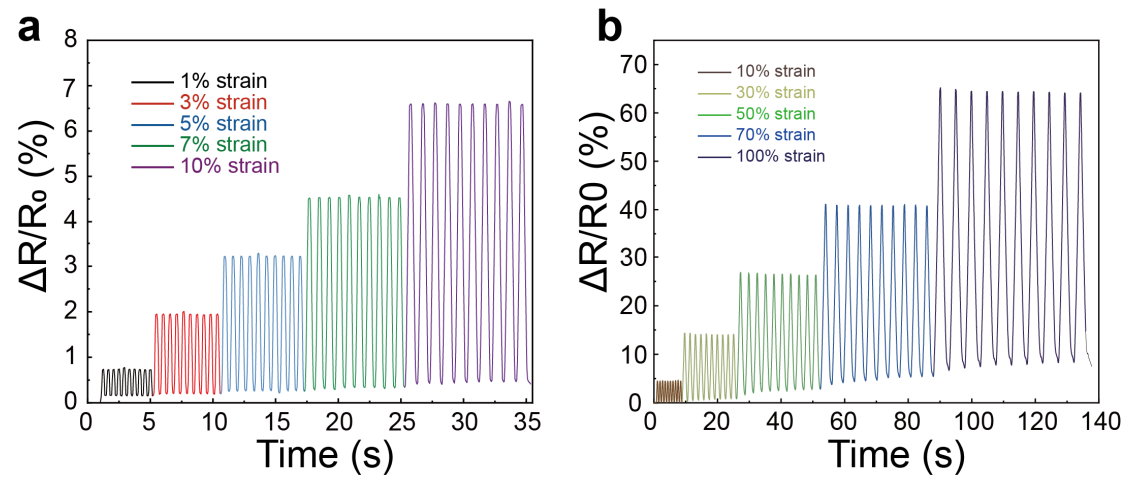 a
8
7
6
5
4
3
2
1
0
ΔR/R₀ (%)
1% strain
3% strain
5% strain
7% strain
10% strain
0 5 10 15 20 25 30 35
Time (s)
b
70
60
50
40
30
20
10
0
ΔR/R0 (%)
10% strain
30% strain
50% strain
70% strain
100% strain
0 20 40 60 80 100 120 140
Time (s)